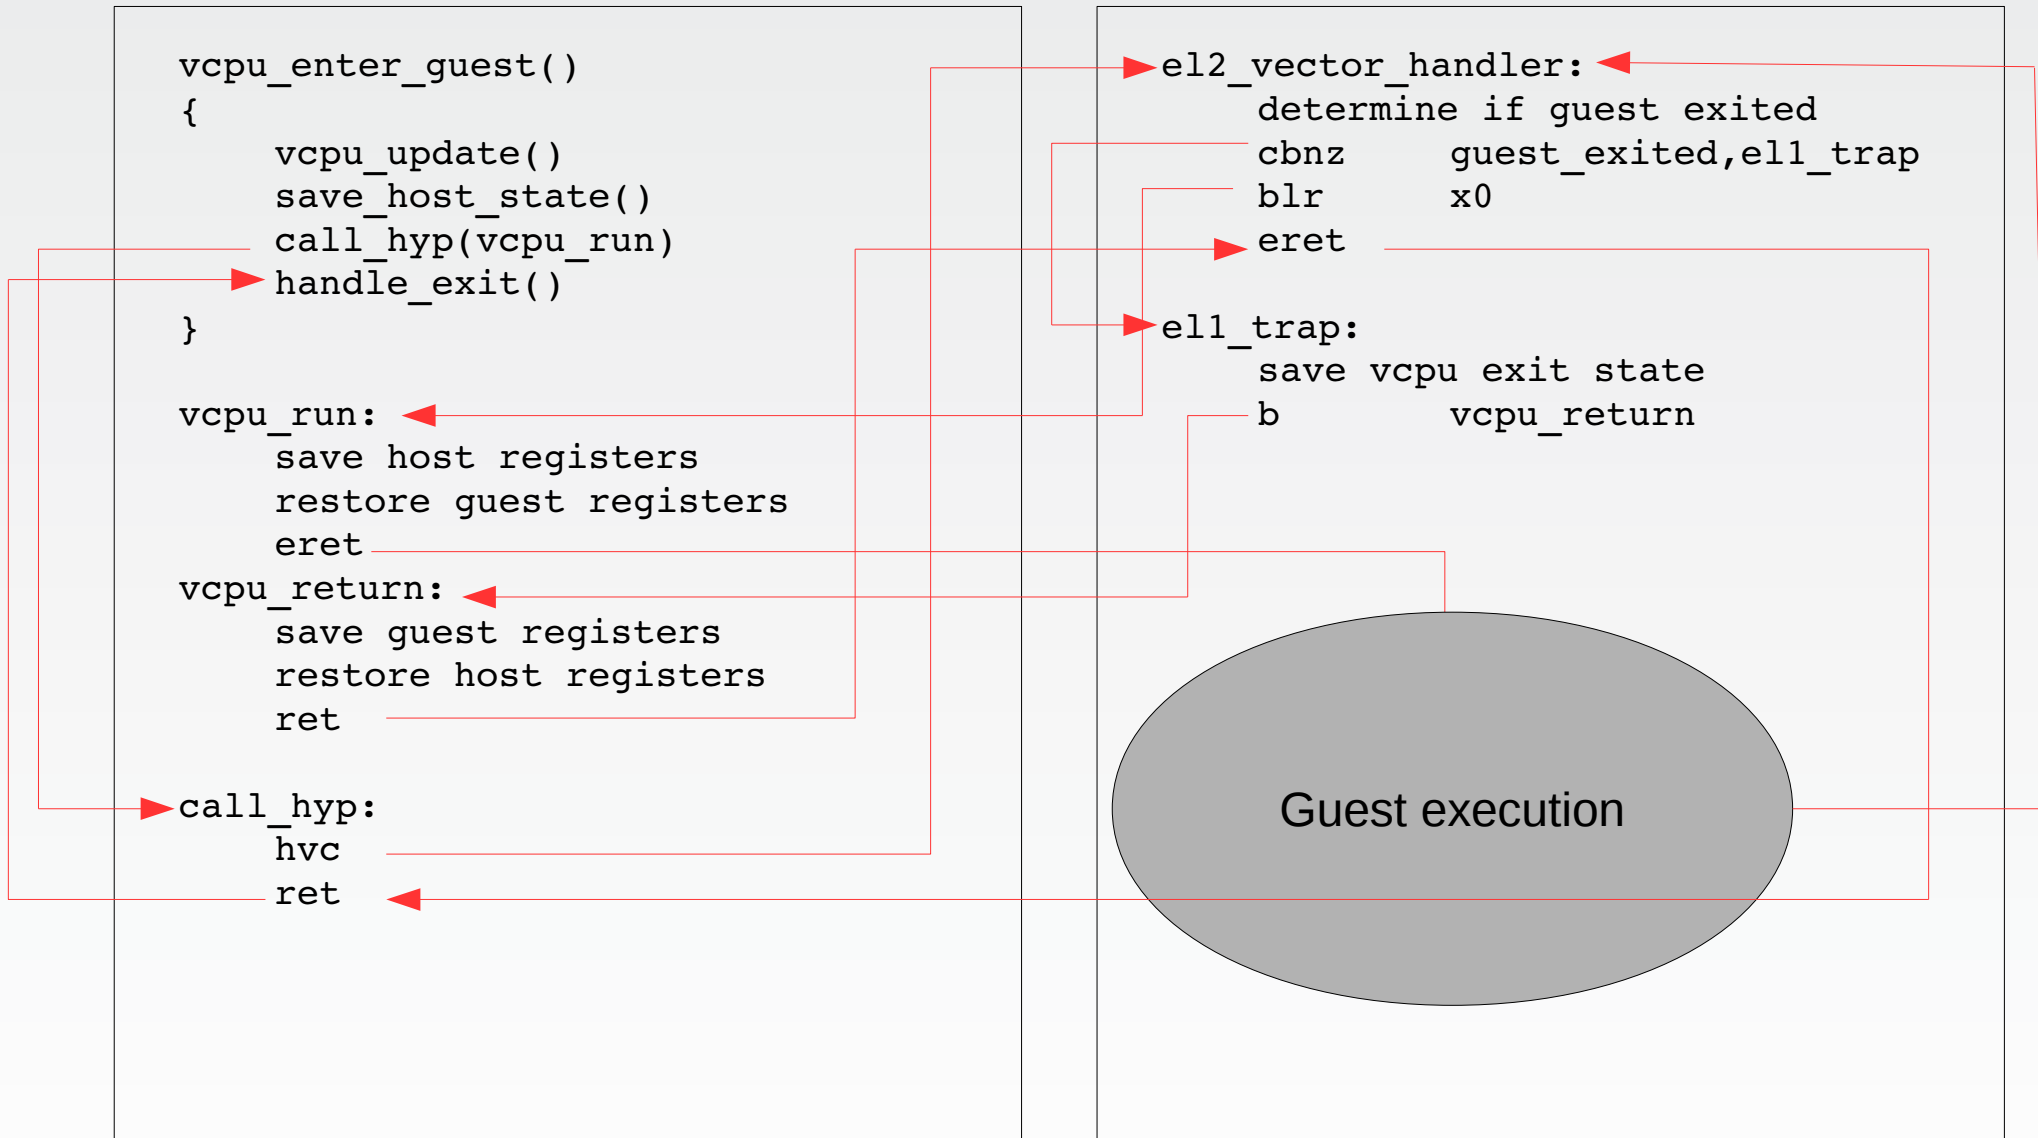 vcpu_enter_guest()
{
vcpu_update()
save_host_state()
call_hyp(vcpu_run)
handle_exit()
}
vcpu_run:
save host registers
restore guest registers
eret
vcpu_return:
save guest registers
restore host registers
ret
call_hyp:
hvc
ret
el2_vector_handler:
determine if guest exited
cbnz guest_exited,el1_trap
blr x0
eret
el1_trap:
save vcpu exit state
b vcpu_return
Guest execution